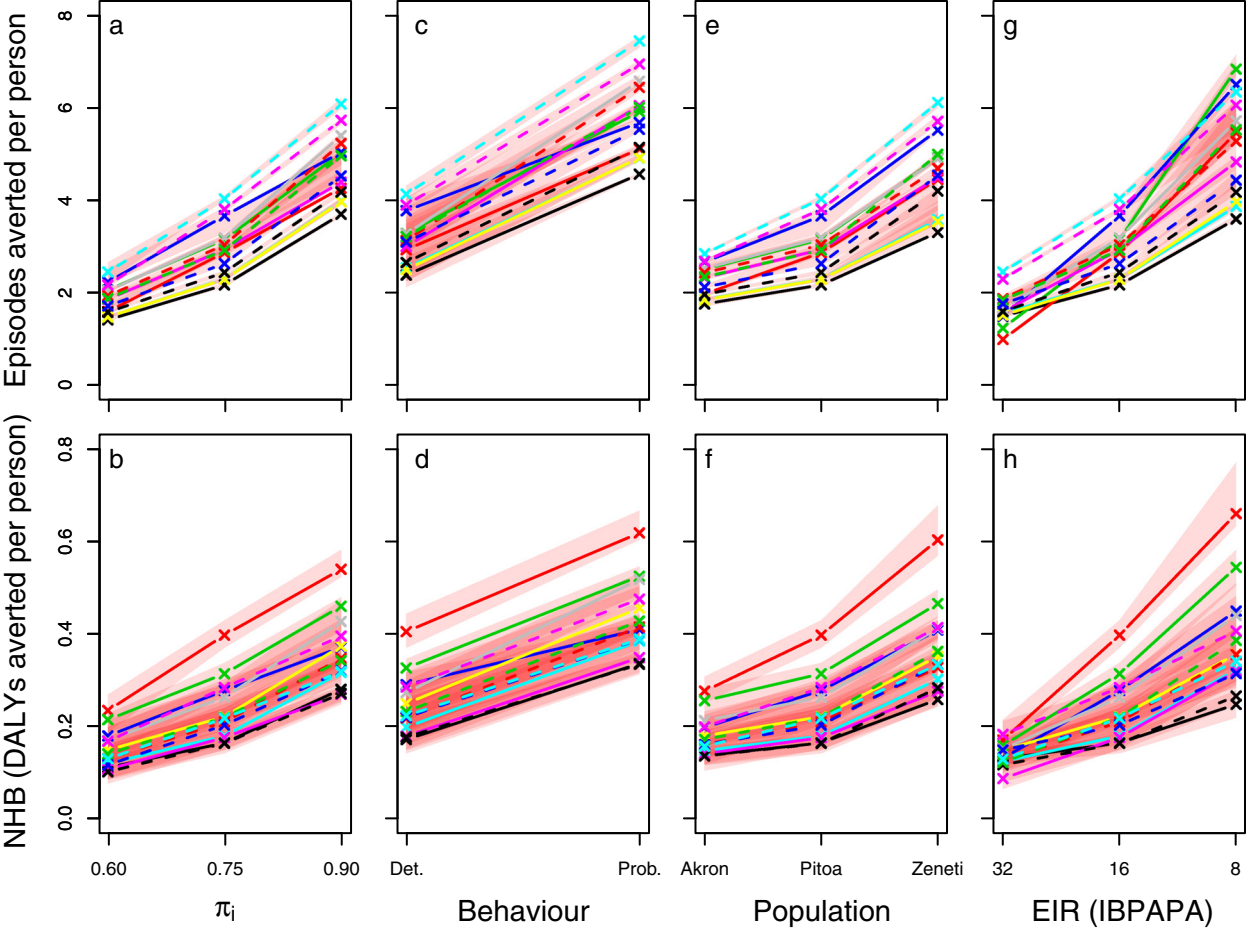 Episodes averted per person
8
6
4
2
0
a
c
e
g
NHB (DALYs averted per person)
0.8
0.6
0.4
0.2
0.0
b
d
f
h
0.60 0.75 0.90
Det. Prob.
Akron Pitoa Zeneti
32 16 8
πi
Behaviour
Population
EIR (IBPAPA)